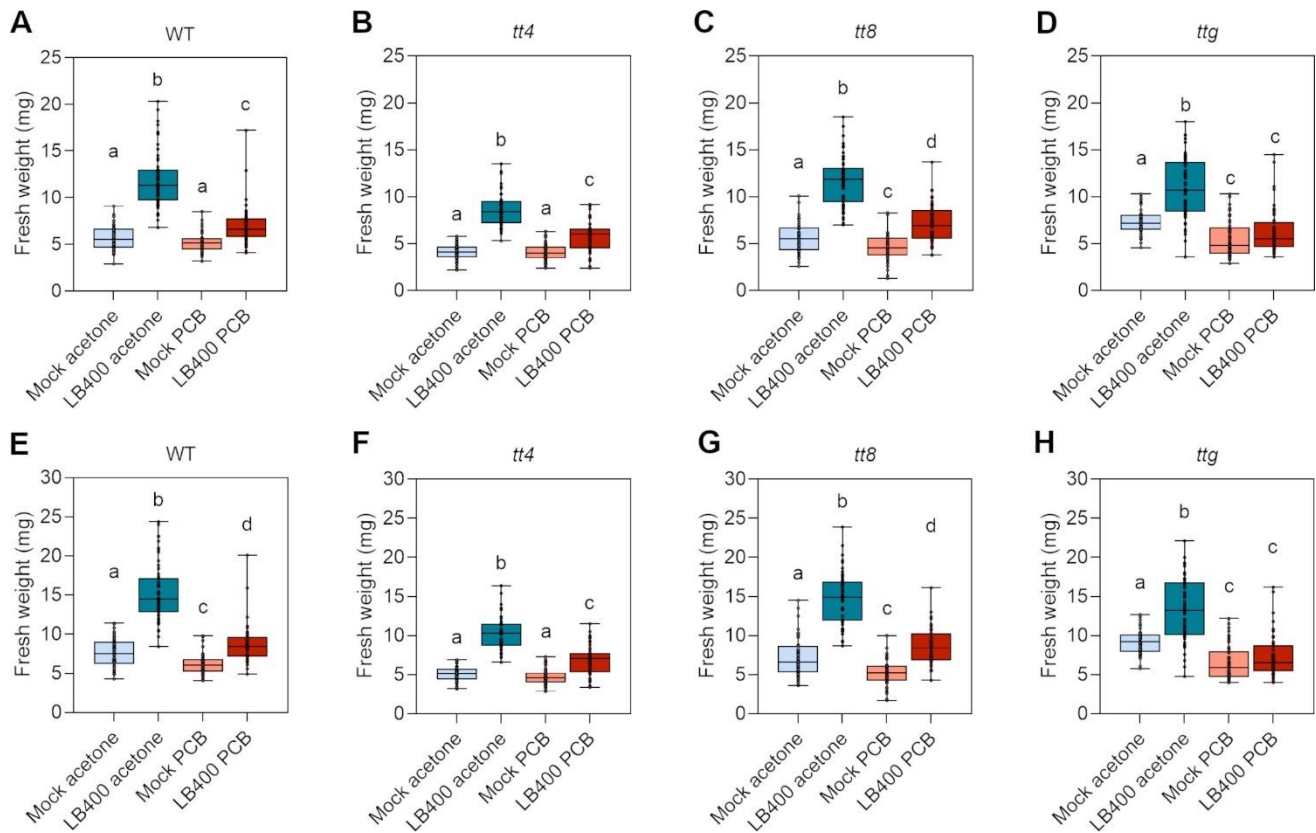 A
WT
Fresh weight (mg)
25
20
15
10
5
0
a
b
a
c
Mock acetone
LB400 acetone
Mock PCB
LB400 PCB
B
tt4
Fresh weight (mg)
25
20
15
10
5
0
a
b
a
c
Mock acetone
LB400 acetone
Mock PCB
LB400 PCB
C
tt8
Fresh weight (mg)
25
20
15
10
5
0
a
b
c
d
Mock acetone
LB400 acetone
Mock PCB
LB400 PCB
D
ttg
Fresh weight (mg)
25
20
15
10
5
0
a
b
c
c
Mock acetone
LB400 acetone
Mock PCB
LB400 PCB
E
WT
Fresh weight (mg)
30
25
20
15
10
5
0
a
b
c
d
Mock acetone
LB400 acetone
Mock PCB
LB400 PCB
F
tt4
Fresh weight (mg)
30
25
20
15
10
5
0
a
b
a
c
Mock acetone
LB400 acetone
Mock PCB
LB400 PCB
G
tt8
Fresh weight (mg)
30
25
20
15
10
5
0
a
b
c
d
Mock acetone
LB400 acetone
Mock PCB
LB400 PCB
H
ttg
Fresh weight (mg)
30
25
20
15
10
5
0
a
b
c
c
Mock acetone
LB400 acetone
Mock PCB
LB400 PCB